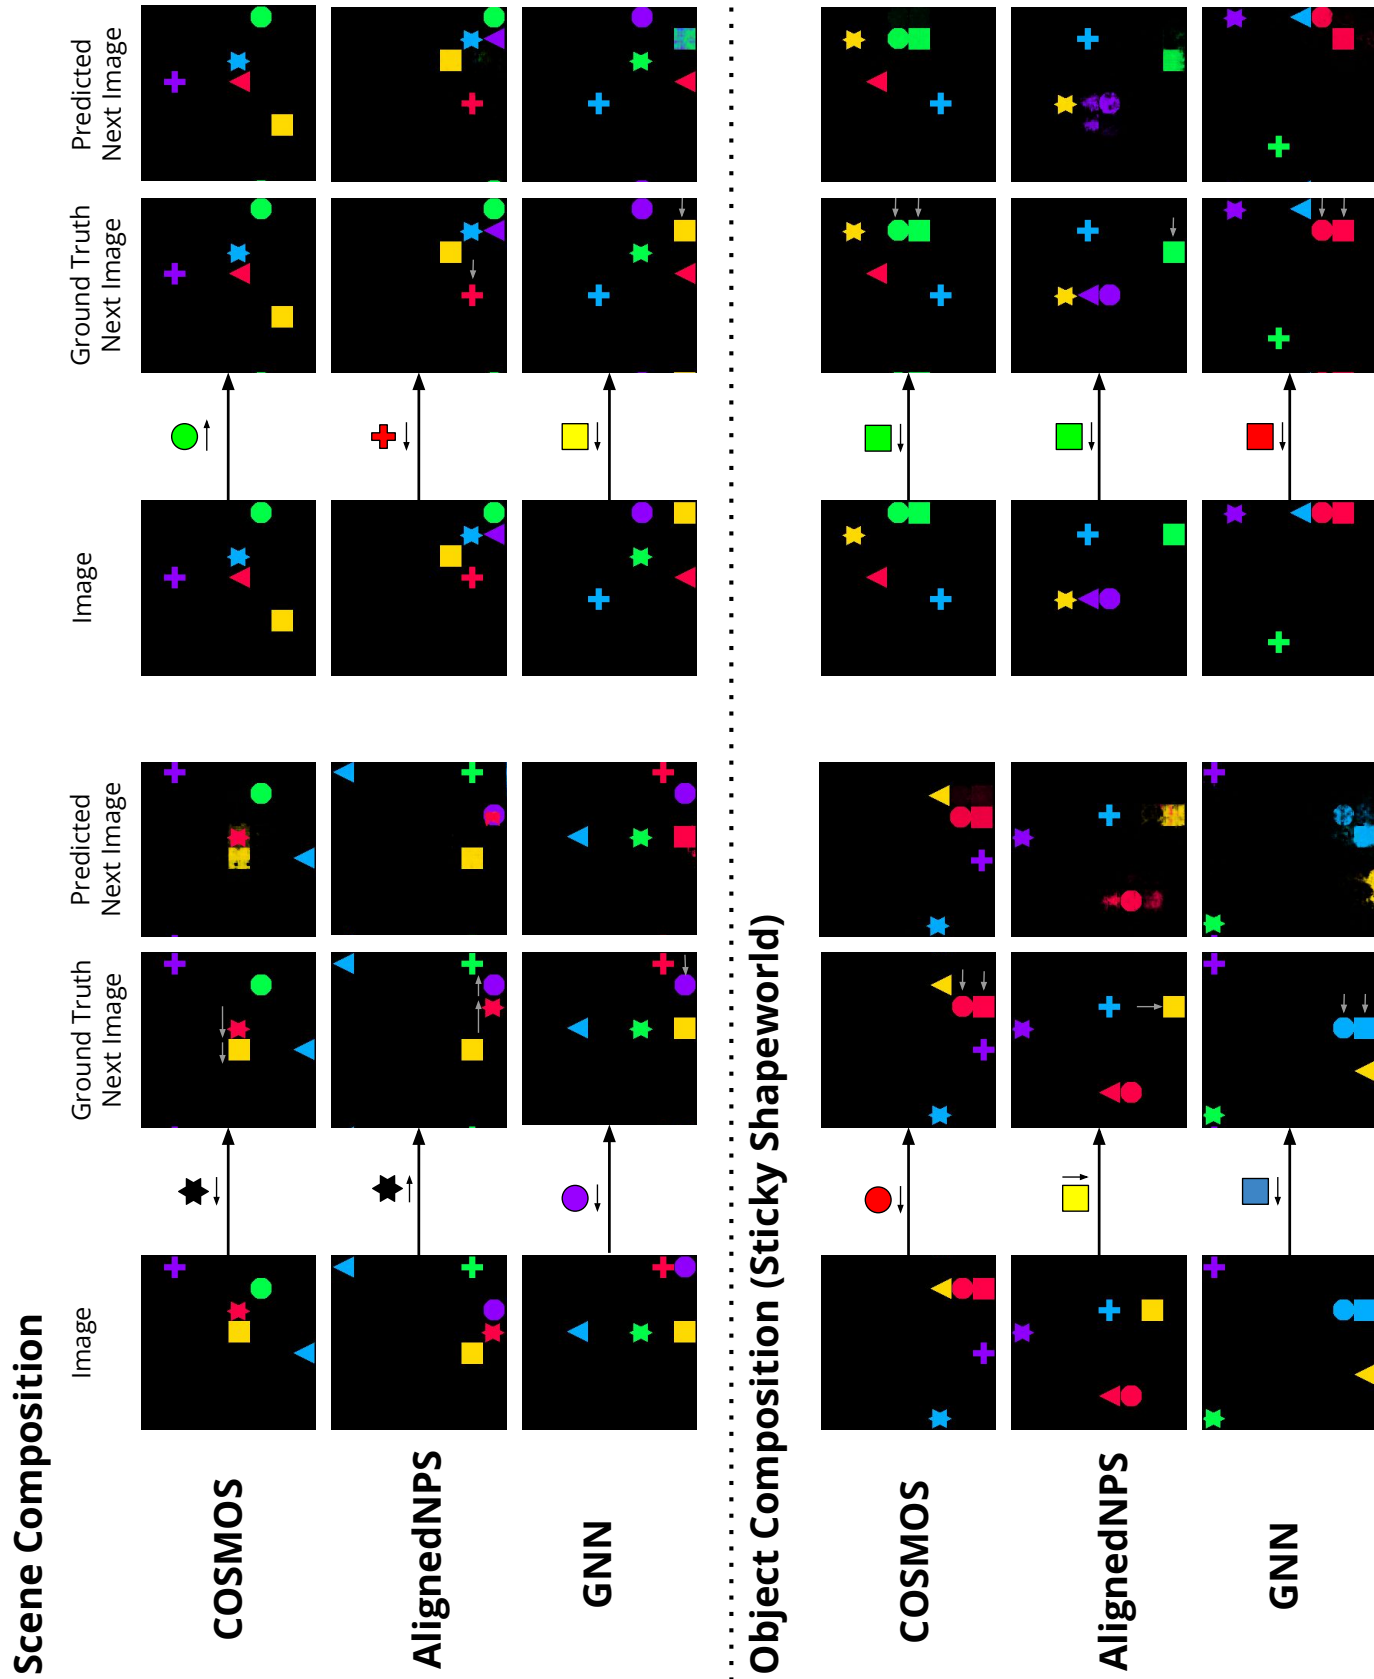 Scene Composition
Image
Ground Truth
Next Image
Predicted
Next Image
Image
Ground Truth
Next Image
Predicted
Next Image
COSMOS
AlignedNPS
GNN
Object Composition (Sticky Shapeworld)
COSMOS
AlignedNPS
GNN